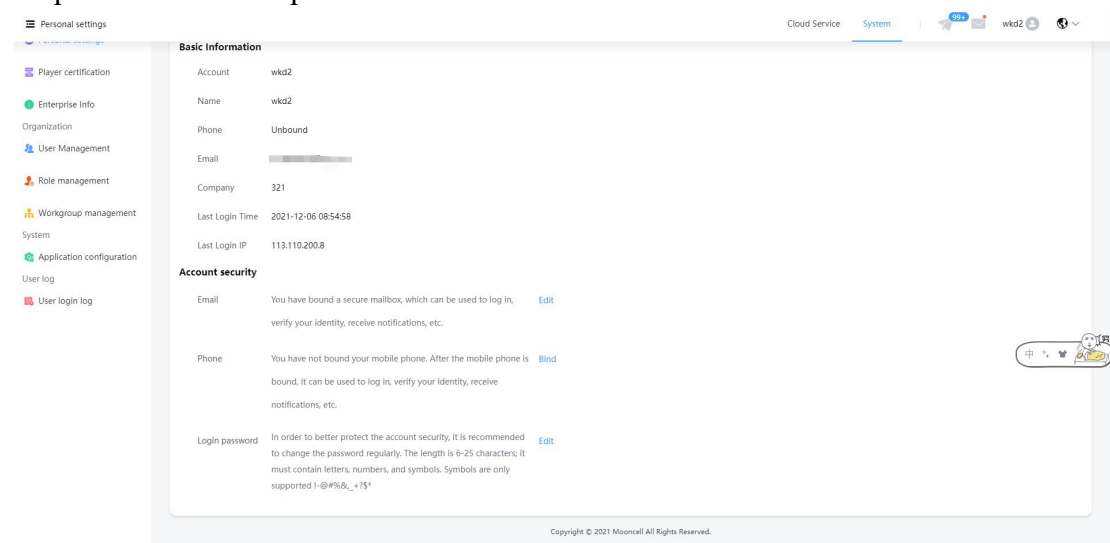 Personal settings
Cloud Service
System
99+
wkd2
Player certification
Enterprise Info
Organization
User Management
Role management
Workgroup management
System
Application configuration
User log
User login log
Basic Information
Account wkd2
Name wkd2
Phone Unbound
Email
Company 321
Last Login Time 2021-12-06 08:54:58
Last Login IP 113.110.200.8
Account security
Email You have bound a secure mailbox, which can be used to log in, Edit
verify your identity, receive notifications, etc.
Phone You have not bound your mobile phone. After the mobile phone is Bind
bound, it can be used to log in, verify your identity, receive
notifications, etc.
Login password In order to better protect the account security, it is recommended Edit
to change the password regularly. The length is 6-25 characters; it
must contain letters, numbers, and symbols. Symbols are only
supported !-@#%&,_+?$*
中 °,
Copyright © 2021 Mooncell All Rights Reserved.